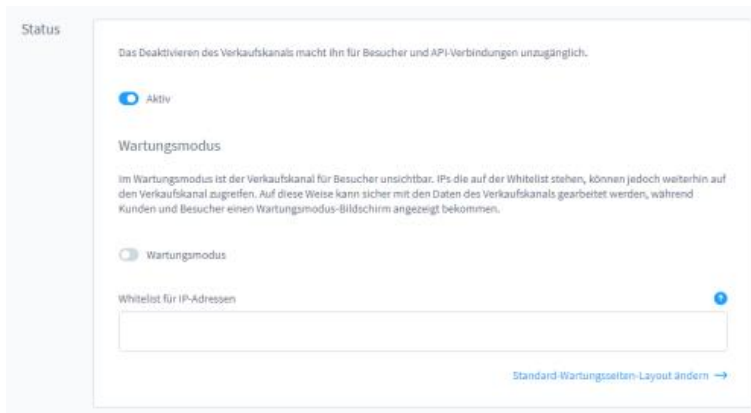 Status
Das Deaktivieren des Verkaufskanals macht ihn für Besucher und API-Verbindungen unzugänglich.
Aktiv
Wartungsmodus
Im Wartungsmodus ist der Verkaufskanal für Besucher unsichtbar. IPs die auf der Whitelist stehen, können jedoch weiterhin auf
den Verkaufskanal zugreifen. Auf diese Weise kann sicher mit den Daten des Verkaufskanals gearbeitet werden, während
Kunden und Besucher einen Wartungsmodus-Bildschirm angezeigt bekommen.
Wartungsmodus
Whitelist für IP-Adressen
?
Standard-Wartungsseiten-Layout ändern →